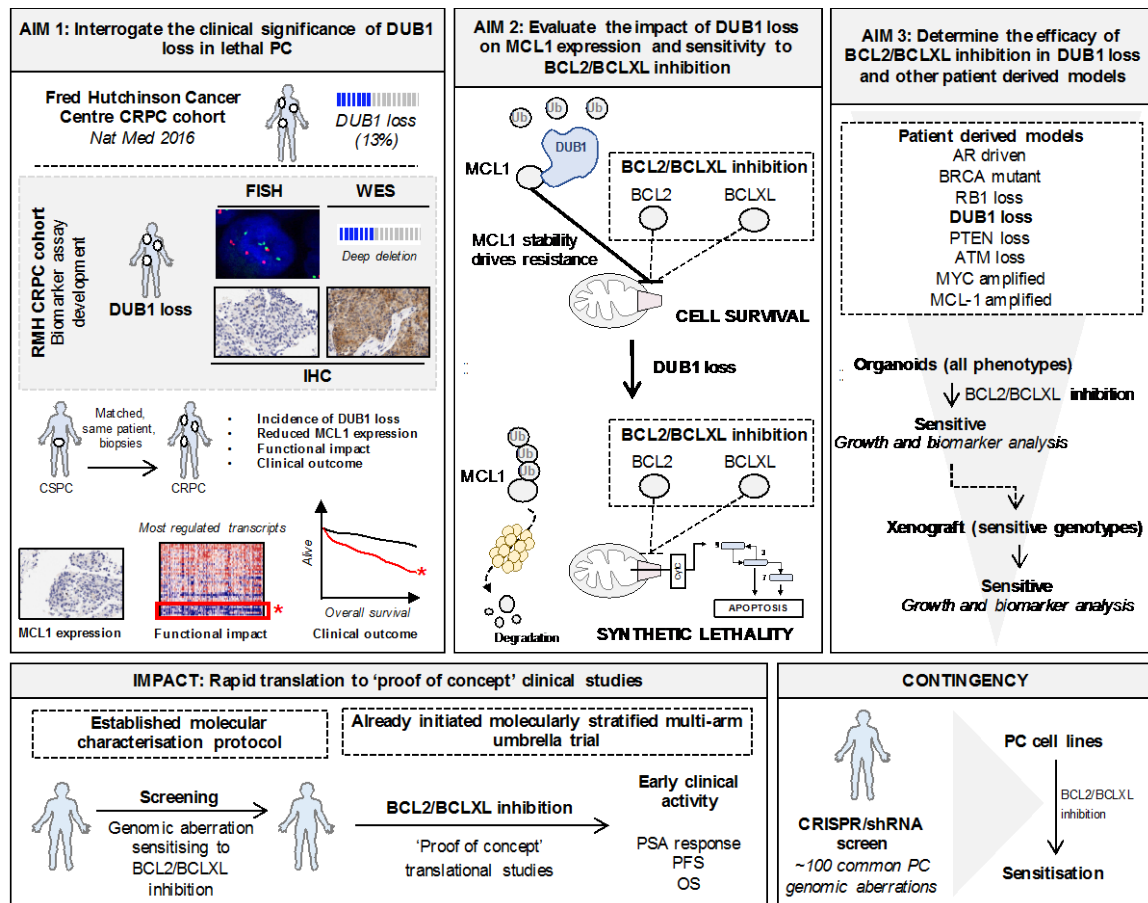 AIM 1: Interrogate the clinical significance of DUB1
loss in lethal PC
Fred Hutchinson Cancer
Centre CRPC cohort
Nat Med 2016
DUB1 loss
(13%)
RMH CRPC cohort
Biomarker assay
development
FISH
WES
Deep deletion
DUB1 loss
IHC
Matched,
same patient,
biopsies
CSPC
CRPC
• Incidence of DUB1 loss
• Reduced MCL1 expression
• Functional impact
• Clinical outcome
Most regulated transcripts
Alive
*
*
Overall survival
MCL1 expression
Functional impact
Clinical outcome
AIM 2: Evaluate the impact of DUB1 loss
on MCL1 expression and sensitivity to
BCL2/BCLXL inhibition
Ub
Ub
Ub
DUB1
MCL1
BCL2/BCLXL inhibition
BCL2
BCLXL
MCL1 stability
drives resistance
CELL SURVIVAL
DUB1 loss
Ub
Ub
Ub
MCL1
BCL2/BCLXL inhibition
BCL2
BCLXL
cytC
9
3
7
APOPTOSIS
Degradation
SYNTHETIC LETHALITY
AIM 3: Determine the efficacy of
BCL2/BCLXL inhibition in DUB1 loss
and other patient derived models
Patient derived models
AR driven
BRCA mutant
RB1 loss
DUB1 loss
PTEN loss
ATM loss
MYC amplified
MCL-1 amplified
Organoids (all phenotypes)
BCL2/BCLXL inhibition
Sensitive
Growth and biomarker analysis
Xenograft (sensitive genotypes)
Sensitive
Growth and biomarker analysis
IMPACT: Rapid translation to ‘proof of concept’ clinical studies
Established molecular
characterisation protocol
Already initiated molecularly stratified multi-arm
umbrella trial
Screening
Genomic aberration
sensitising to
BCL2/BCLXL
inhibition
BCL2/BCLXL inhibition
‘Proof of concept’
translational studies
Early clinical
activity
PSA response
PFS
OS
CONTINGENCY
CRISPR/shRNA
screen
~100 common PC
genomic aberrations
PC cell lines
BCL2/BCLXL
inhibition
Sensitisation